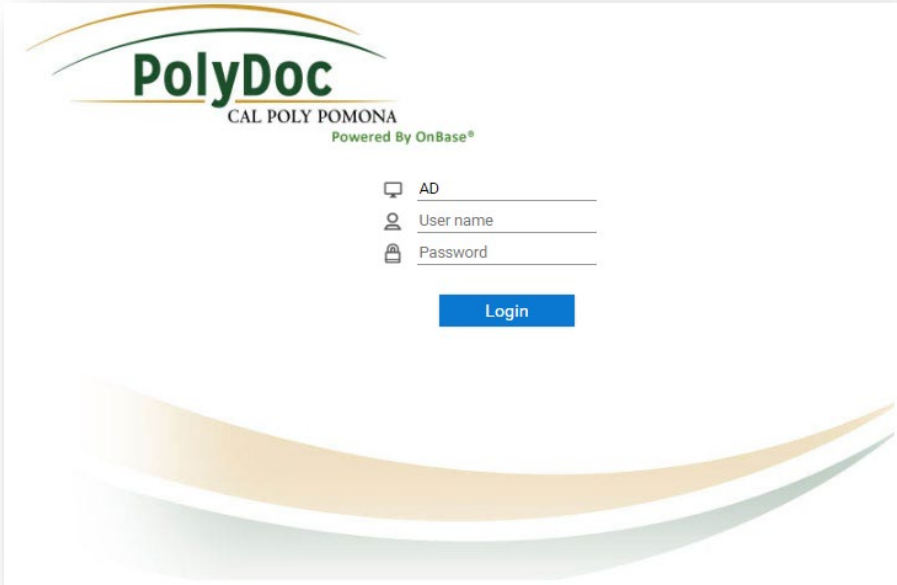 PolyDoc
CAL POLY POMONA
Powered By OnBase®
AD
User name
Password
Login